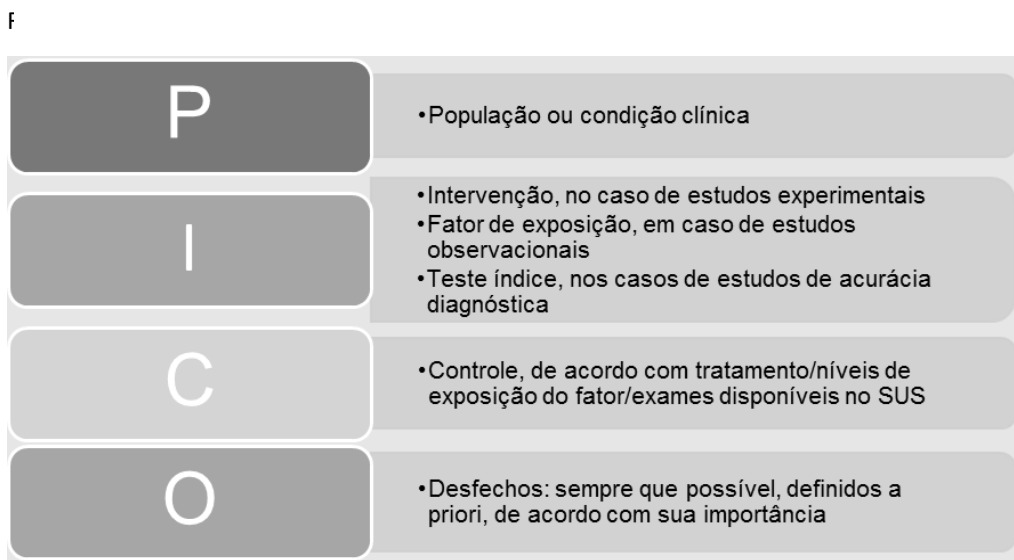 P
•População ou condição clínica
I
•Intervenção, no caso de estudos experimentais
•Fator de exposição, em caso de estudos
observacionais
•Teste índice, nos casos de estudos de acurácia
diagnóstica
C
•Controle, de acordo com tratamento/níveis de
exposição do fator/exames disponíveis no SUS
O
•Desfechos: sempre que possível, definidos a
priori, de acordo com sua importância